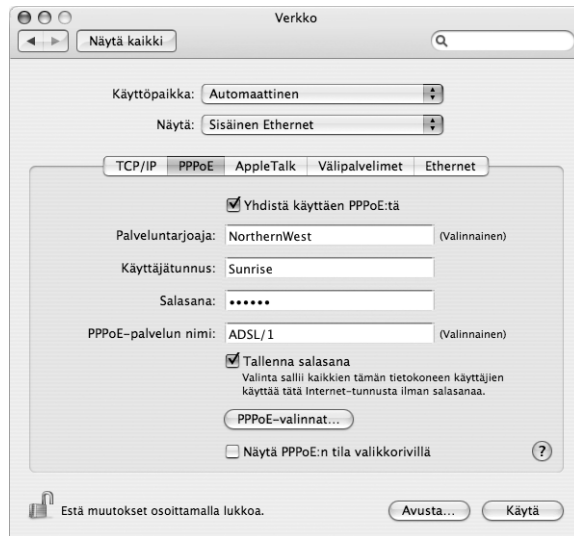 Verkko
Näytä kaikki
Käyttöpaikka: Automaattinen
Näytä: Sisäinen Ethernet
TCP/IP PPPoE AppleTalk Välipalvelimet Ethernet
Yhdistä käyttäen PPPoE:tä
Palveluntarjoaja: NorthernWest (Valinnainen)
Käyttäjätunnus: Sunrise
Salasana: ••••••
PPPoE-palvelun nimi: ADSL/1 (Valinnainen)
Tallenna salasana
Valinta sallii kaikkien tämän tietokoneen käyttäjien
käyttää tätä Internet-tunnusta ilman salasanaa.
PPPoE-valinnat...
Näytä PPPoE:n tila valikkorivillä ?
Estä muutokset osoittamalla lukkoa. Avusta... Käytä